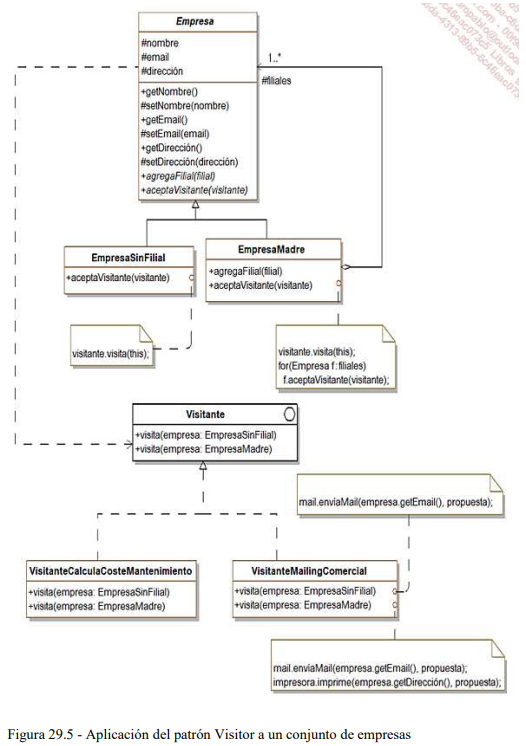 Empresa
#nombre
#email
#dirección
+getNombre()
#setNombre(nombre)
+getEmail()
#setEmail(email)
+getDirección()
#setDirección(dirección)
+agregaFilial(filial)
+aceptaVisitante(visitante)
1..*
#filiales
EmpresaSinFilial
+aceptaVisitante(visitante)
EmpresaMadre
+agregaFilial(filial)
+aceptaVisitante(visitante)
visitante.visita(this);
visitante.visita(this);
for(Empresa f:filiales)
f.aceptaVisitante(visitante);
Visitante
+visita(empresa: EmpresaSinFilial)
+visita(empresa: EmpresaMadre)
mail.envíaMail(empresa.getEmail(), propuesta);
VisitanteCalculaCosteMantenimiento
+visita(empresa: EmpresaSinFilial)
+visita(empresa: EmpresaMadre)
VisitanteMailingComercial
+visita(empresa: EmpresaSinFilial)
+visita(empresa: EmpresaMadre)
mail.envíaMail(empresa.getEmail(), propuesta);
impresora.imprime(empresa.getDirección(), propuesta);
Figura 29.5 - Aplicación del patrón Visitor a un conjunto de empresas